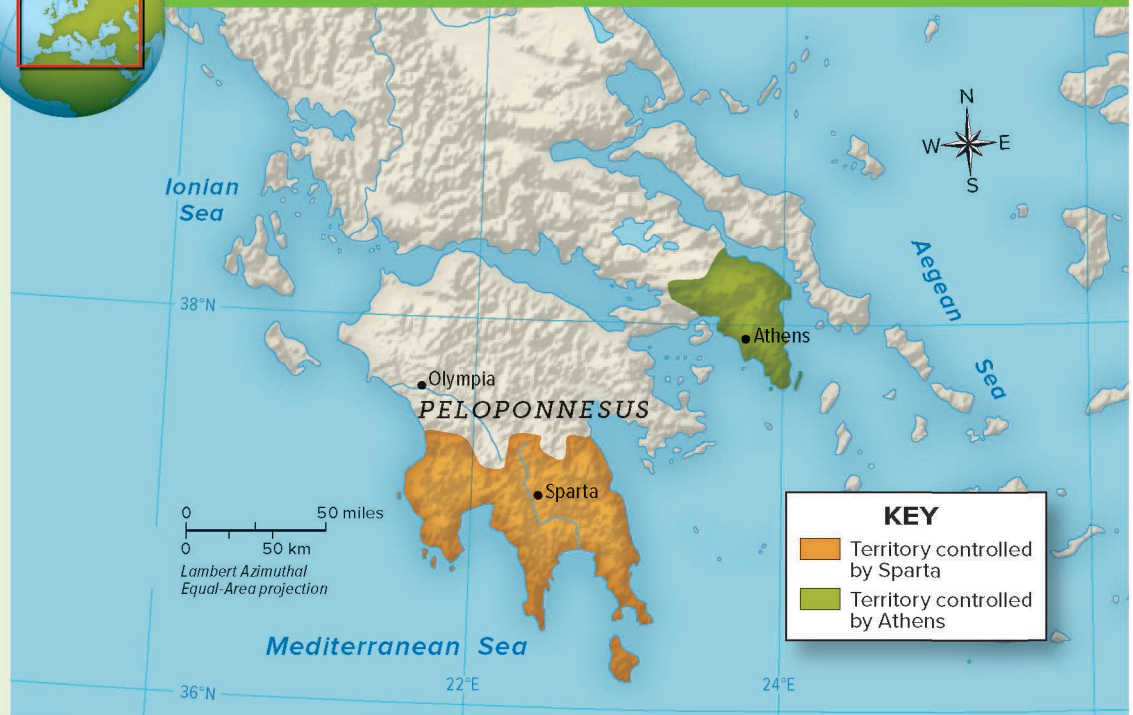 N
W
E
S
Ionian
Sea
Aegean
Sea
38°N
Athens
Olympia
PELOPONNESUS
Sparta
0 50 miles
0 50 km
Lambert Azimuthal
Equal-Area projection
KEY
Territory controlled
by Sparta
Territory controlled
by Athens
Mediterranean Sea
36°N
22°E
24°E